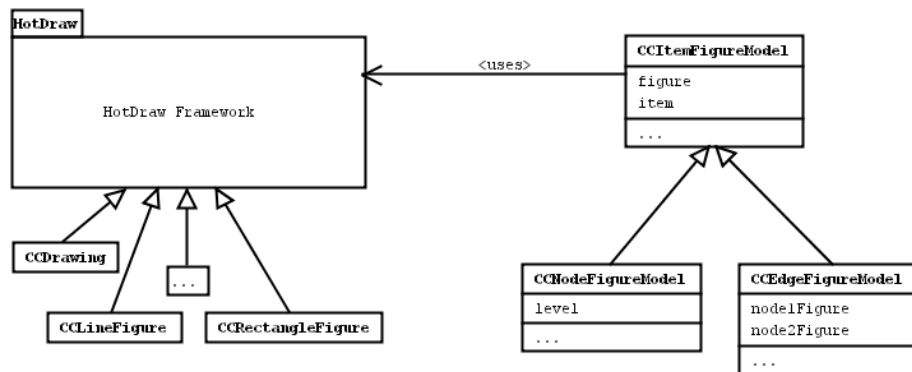 HotDraw
HotDraw Framework
<uses>
CCItemFigureModel
figure
item
...
CCDrawing
...
CCLineFigure
CCRectangleFigure
CCNodeFigureModel
level
...
CCEdgeFigureModel
node1Figure
node2Figure
...